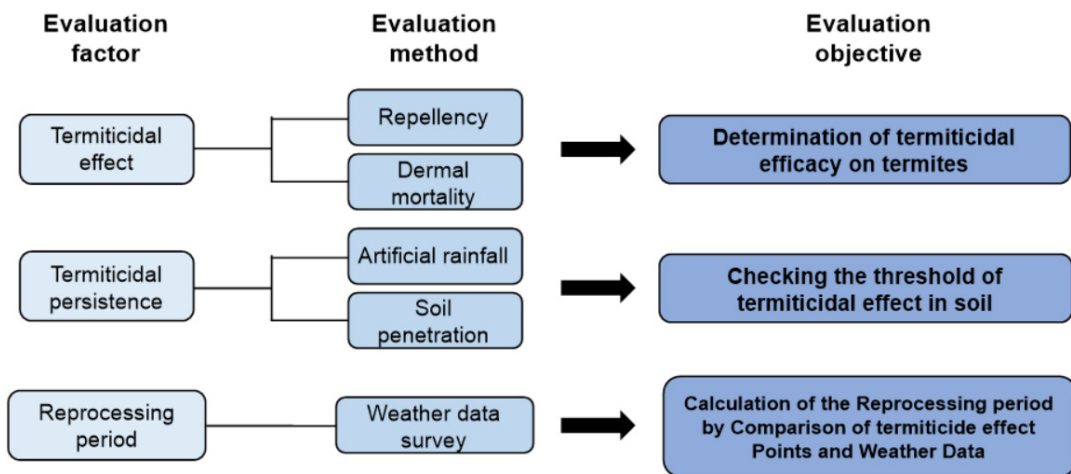 Evaluation
factor
Evaluation
method
Evaluation
objective
Termiticidal
effect
Repellency
Dermal
mortality
Determination of termiticidal
efficacy on termites
Termiticidal
persistence
Artificial rainfall
Soil
penetration
Checking the threshold of
termiticidal effect in soil
Reprocessing
period
Weather data
survey
Calculation of the Reprocessing period
by Comparison of termiticide effect
Points and Weather Data